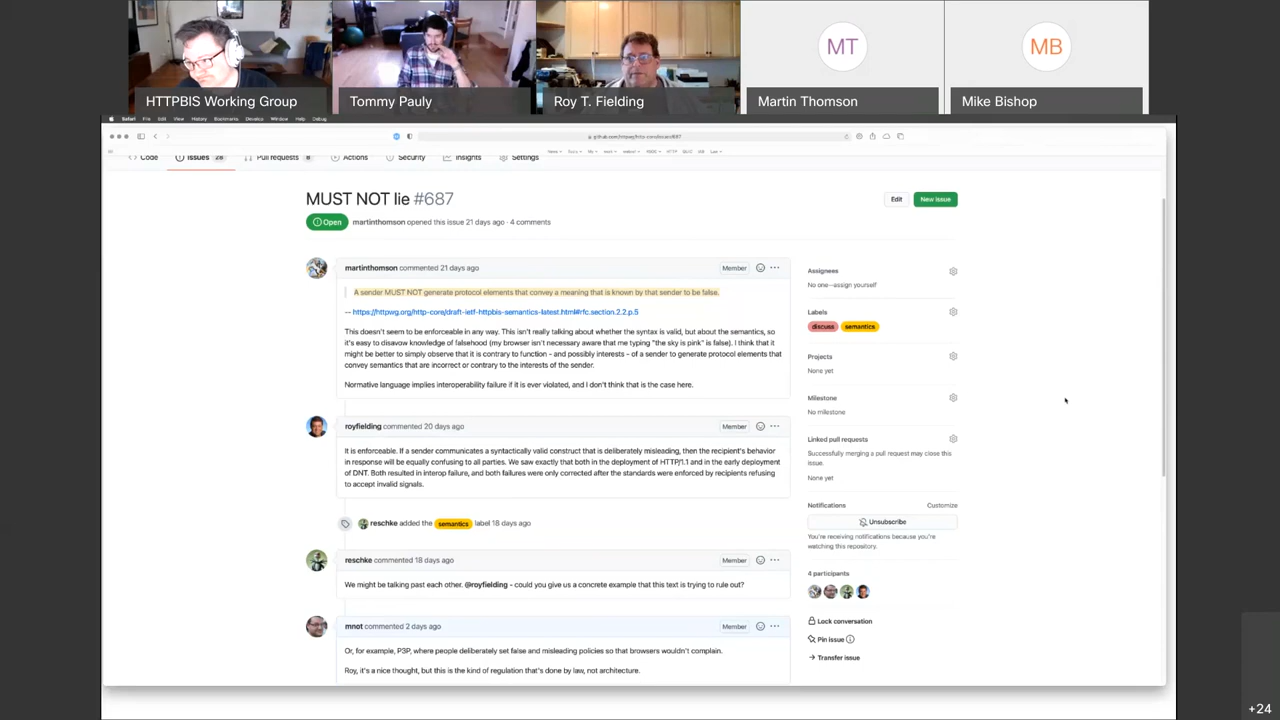 HTTPBIS Working Group
Tommy Pauly
Roy T. Fielding
MT
Martin Thomson
MB
Mike Bishop
Safari File Edit View History Bookmarks Develop Window Help Debug
github.com/httpwg/http-core/issues/687
Code
Issues 28
Pull requests 8
Actions
Security
Insights
Settings
MUST NOT lie #687
Edit
New issue
Open
martinthomson opened this issue 21 days ago · 4 comments
martinthomson commented 21 days ago
Member
A sender MUST NOT generate protocol elements that convey a meaning that is known by that sender to be false.
-- https://httpwg.org/http-core/draft-ietf-httpbis-semantics-latest.html#rfc.section.2.2.p.5
This doesn't seem to be enforceable in any way. This isn't really talking about whether the syntax is valid, but about the semantics, so
it's easy to disavow knowledge of falsehood (my browser isn't necessary aware that me typing "the sky is pink" is false). I think that it
might be better to simply observe that it is contrary to function - and possibly interests - of a sender to generate protocol elements that
convey semantics that are incorrect or contrary to the interests of the sender.
Normative language implies interoperability failure if it is ever violated, and I don't think that is the case here.
royfielding commented 20 days ago
Member
It is enforceable. If a sender communicates a syntactically valid construct that is deliberately misleading, then the recipient's behavior
in response will be equally confusing to all parties. We saw exactly that both in the deployment of HTTP/1.1 and in the early deployment
of DNT. Both resulted in interop failure, and both failures were only corrected after the standards were enforced by recipients refusing
to accept invalid signals.
reschke added the semantics label 18 days ago
reschke commented 18 days ago
Member
We might be talking past each other. @royfielding - could you give us a concrete example that this text is trying to rule out?
mnot commented 2 days ago
Member
Or, for example, P3P, where people deliberately set false and misleading policies so that browsers wouldn't complain.
Roy, it's a nice thought, but this is the kind of regulation that's done by law, not architecture.
Assignees
No one--assign yourself
Labels
discuss semantics
Projects
None yet
Milestone
No milestone
Linked pull requests
Successfully merging a pull request may close this
issue.
None yet
Notifications
Customize
Unsubscribe
You're receiving notifications because you're
watching this repository.
4 participants
Lock conversation
Pin issue
Transfer issue
+24